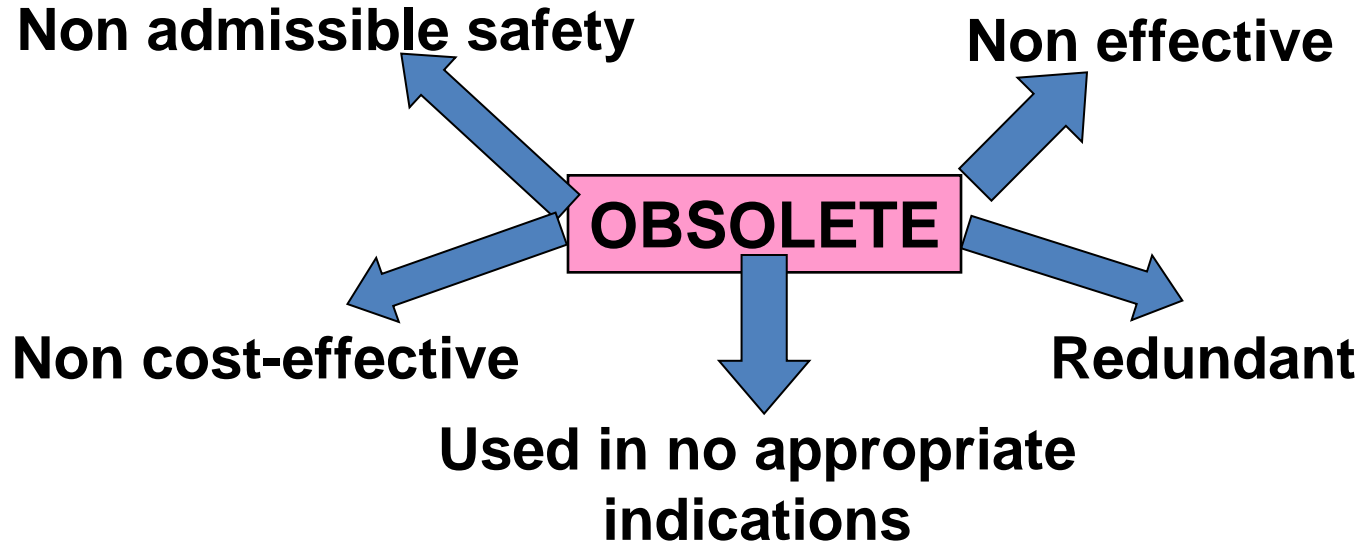 Non admissible safety
Non effective
OBSOLETE
Non cost-effective
Redundant
Used in no appropriate
indications